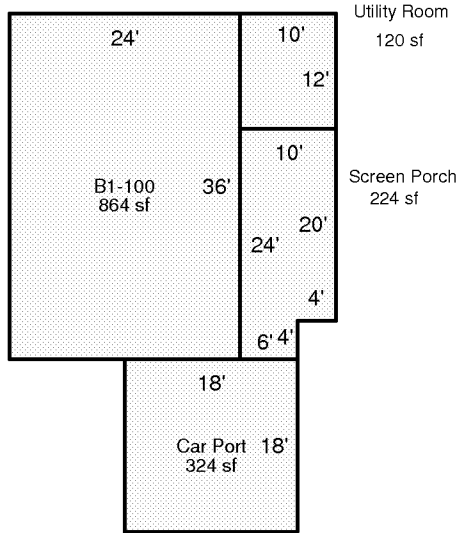 Utility Room
120 sf
24'
10'
12'
10'
B1-100
864 sf
36'
Screen Porch
224 sf
20'
24'
4'
6' 4'
18'
Car Port
324 sf
18'